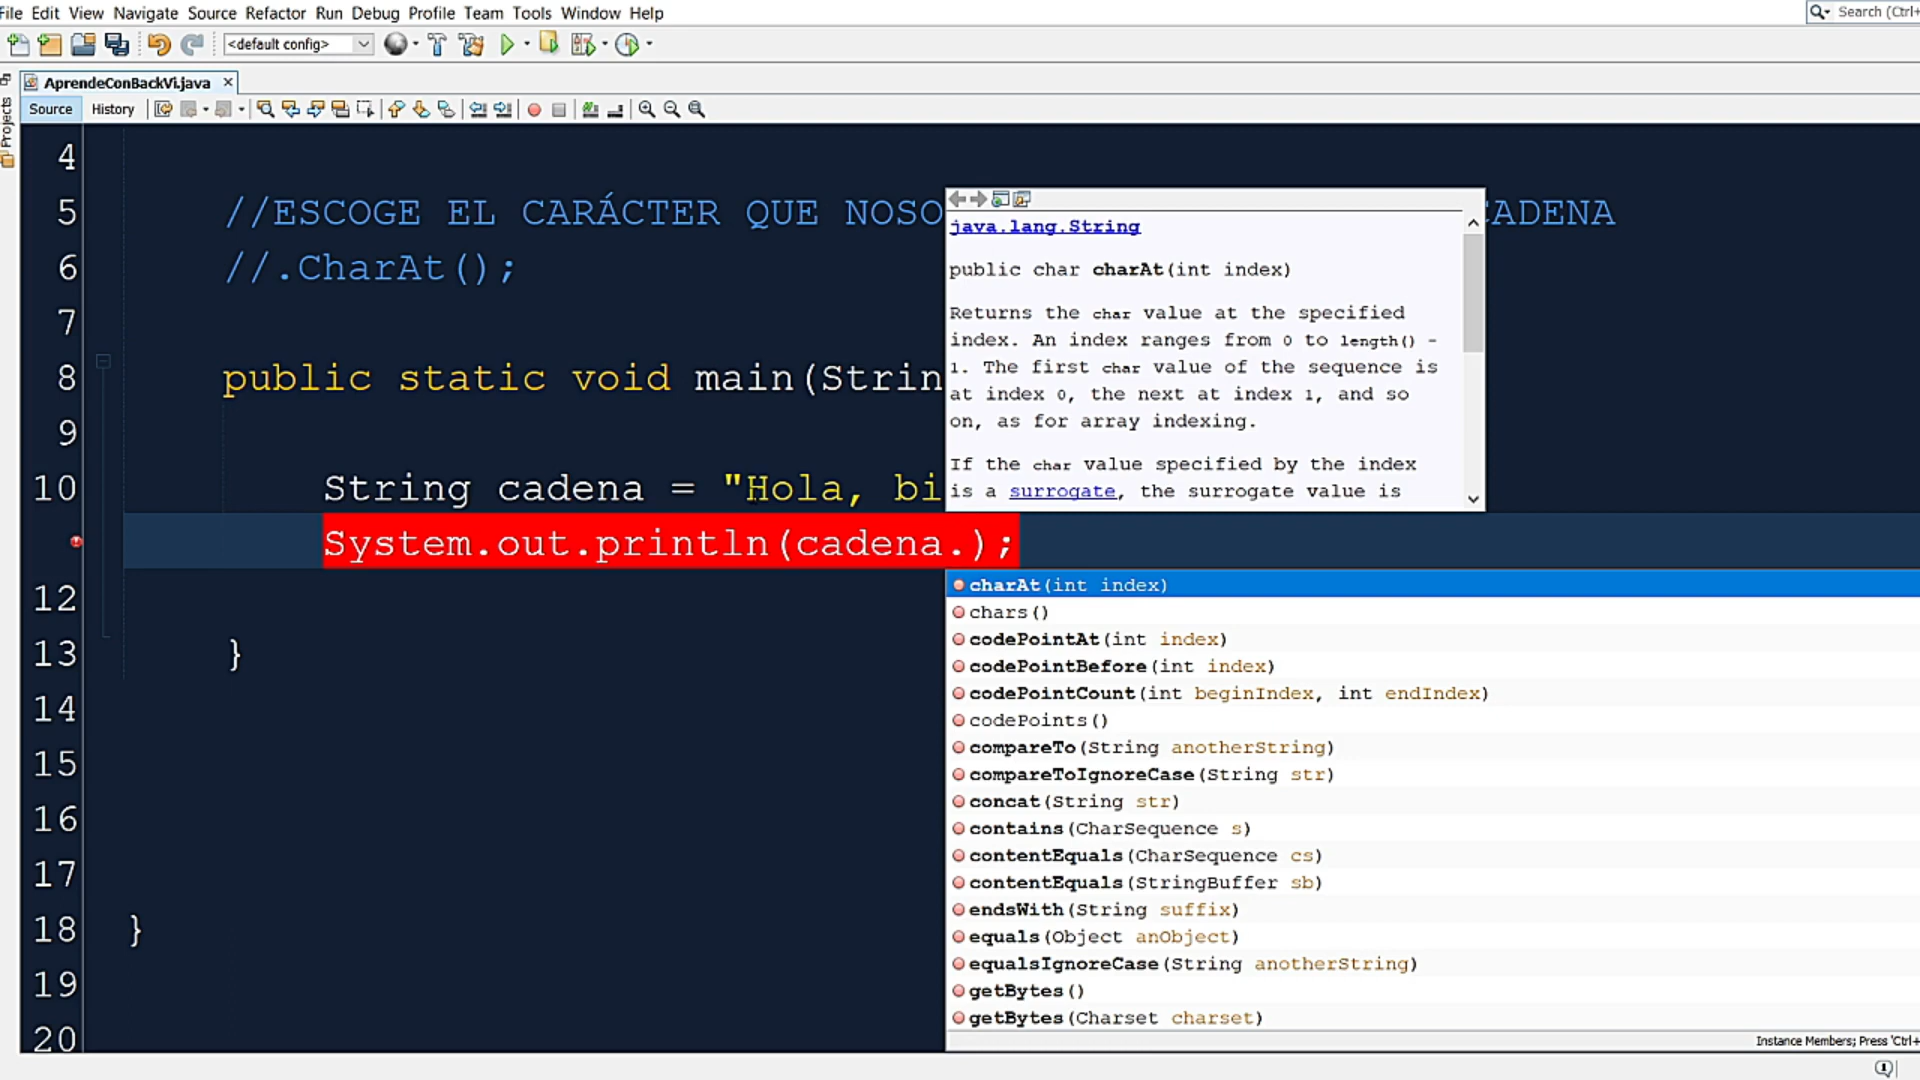 File Edit View Navigate Source Refactor Run Debug Profile Team Tools Window Help
Search (Ctrl+
<default config>
AprendeConBackVi.java
Source History
Projects
4
5 //ESCOGE EL CARÁCTER QUE NOSO
ADENA
6 //.CharAt();
7
8 public static void main(Strin
9
10 String cadena = "Hola, bi
System.out.println(cadena.);
12
13 }
14
15
16
17
18 }
19
20
java.lang.String
public char charAt(int index)
Returns the char value at the specified
index. An index ranges from 0 to length() -
1. The first char value of the sequence is
at index 0, the next at index 1, and so
on, as for array indexing.
If the char value specified by the index
is a surrogate, the surrogate value is
charAt(int index)
chars()
codePointAt(int index)
codePointBefore(int index)
codePointCount(int beginIndex, int endIndex)
codePoints()
compareTo(String anotherString)
compareToIgnoreCase(String str)
concat(String str)
contains(CharSequence s)
contentEquals(CharSequence cs)
contentEquals(StringBuffer sb)
endsWith(String suffix)
equals(Object anObject)
equalsIgnoreCase(String anotherString)
getBytes()
getBytes(Charset charset)
Instance Members; Press 'Ctrl+